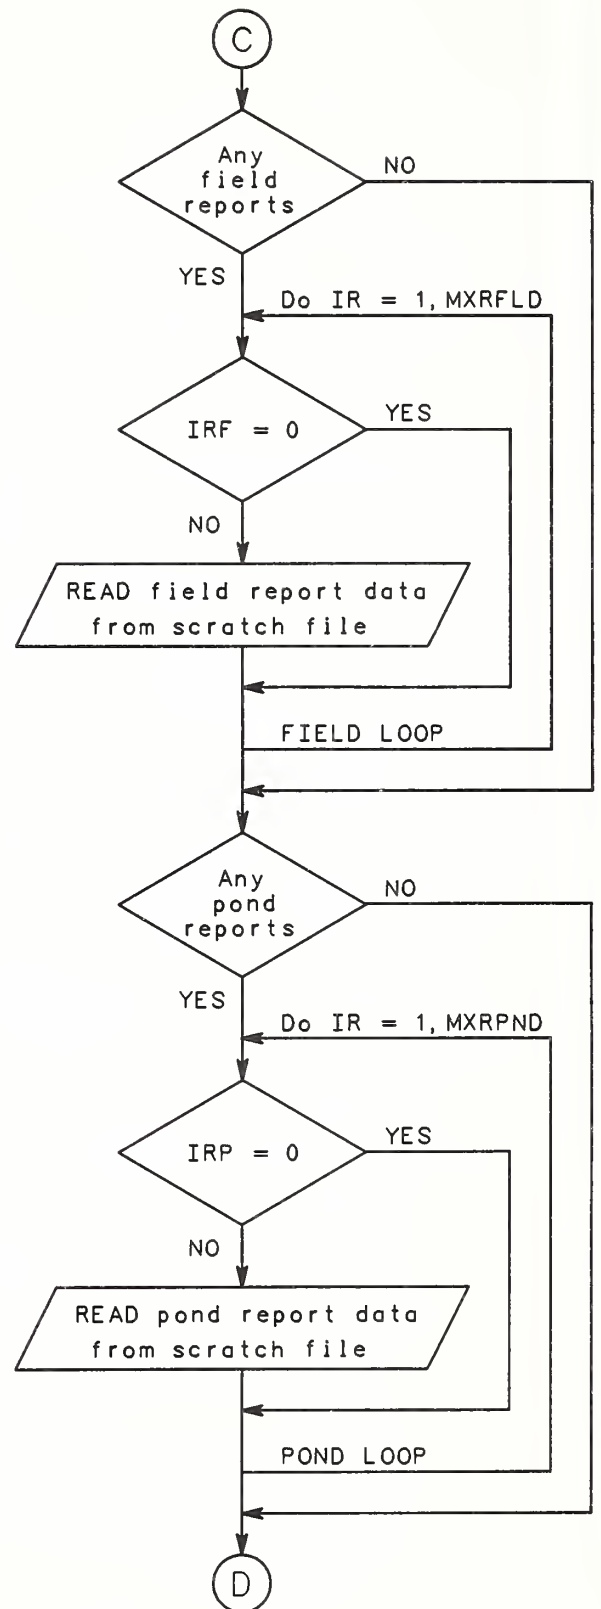 C
Any
field
reports
NO
YES
Do IR = 1, MXRFLD
IRF = 0
YES
NO
READ field report data
from scratch file
FIELD LOOP
Any
pond
reports
NO
YES
Do IR = 1, MXRPND
IRP = 0
YES
NO
READ pond report data
from scratch file
POND LOOP
D